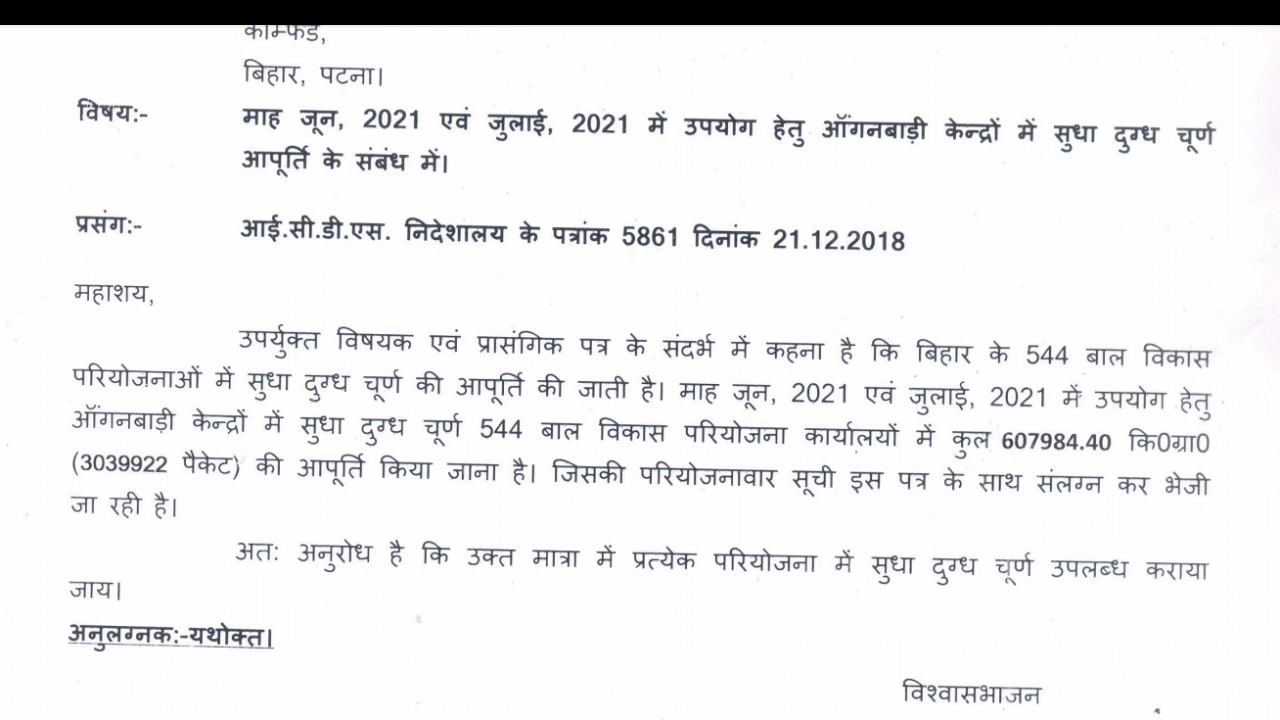 कॉम्फेड,
बिहार, पटना।
विषय:- माह जून, 2021 एवं जुलाई, 2021 में उपयोग हेतु ऑंगनबाड़ी केन्द्रों में सुधा दुग्ध चूर्ण
आपूर्ति के संबंध में।
प्रसंग:- आई.सी.डी.एस. निदेशालय के पत्रांक 5861 दिनांक 21.12.2018
महाशय,
उपर्युक्त विषयक एवं प्रासंगिक पत्र के संदर्भ में कहना है कि बिहार के 544 बाल विकास
परियोजनाओं में सुधा दुग्ध चूर्ण की आपूर्ति की जाती है। माह जून, 2021 एवं जुलाई, 2021 में उपयोग हेतु
ऑंगनबाड़ी केन्द्रों में सुधा दुग्ध चूर्ण 544 बाल विकास परियोजना कार्यालयों में कुल 607984.40 कि0ग्रा0
(3039922 पैकेट) की आपूर्ति किया जाना है। जिसकी परियोजनावार सूची इस पत्र के साथ संलग्न कर भेजी
जा रही है।
अत: अनुरोध है कि उक्त मात्रा में प्रत्येक परियोजना में सुधा दुग्ध चूर्ण उपलब्ध कराया
जाय।
अनुलग्नक:-यथोक्त।
विश्वासभाजन